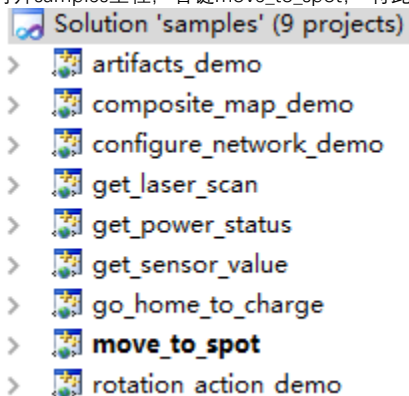 Solution 'samples' (9 projects)
artifacts_demo
composite_map_demo
configure_network_demo
get_laser_scan
get_power_status
get_sensor_value
go_home_to_charge
move_to_spot
rotation action demo